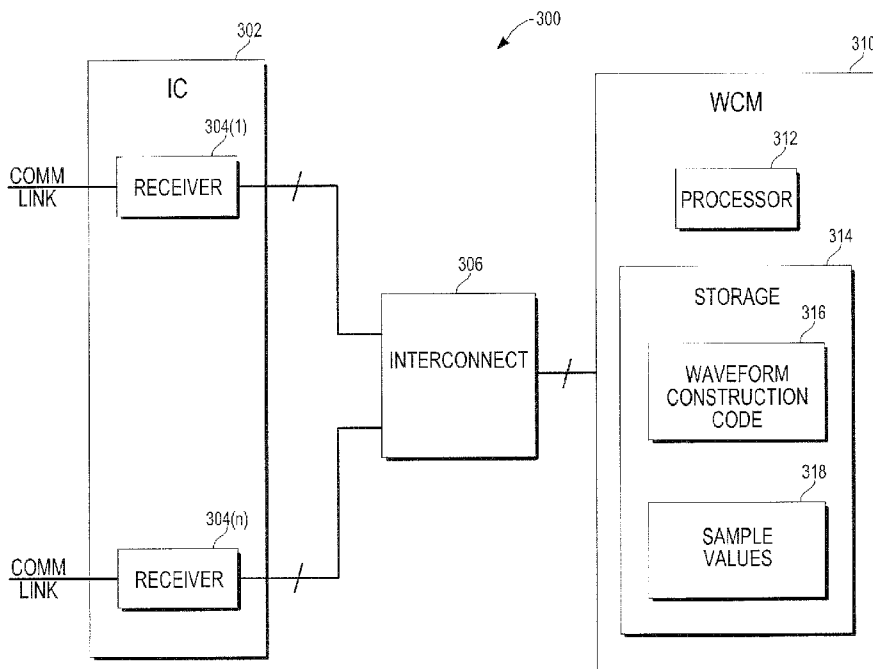 300
302
IC
304(1)
COMM
LINK
RECEIVER
306
INTERCONNECT
304(n)
COMM
LINK
RECEIVER
310
WCM
312
PROCESSOR
314
STORAGE
316
WAVEFORM
CONSTRUCTION
CODE
318
SAMPLE
VALUES